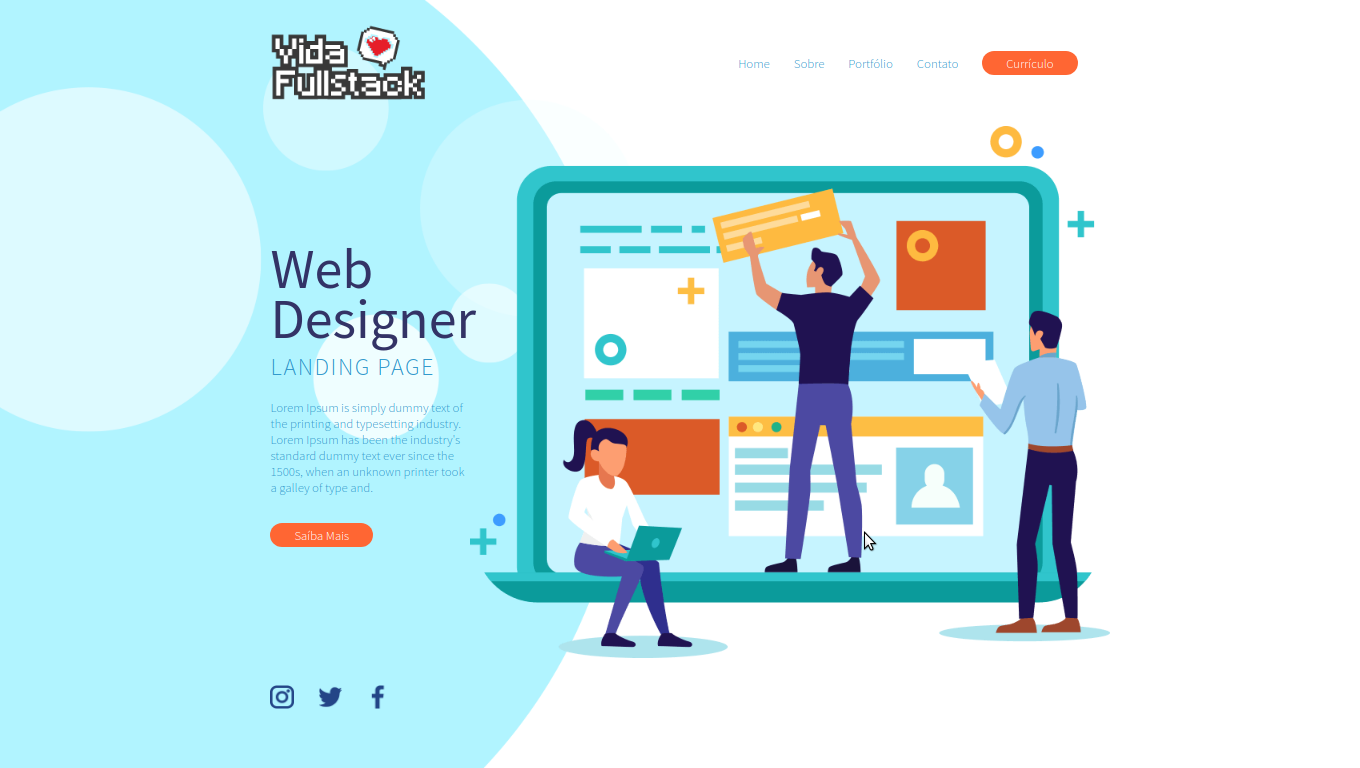 Vida
FullStack
Home Sobre Portfólio Contato Currículo
Web
Designer
LANDING PAGE
Lorem Ipsum is simply dummy text of
the printing and typesetting industry.
Lorem Ipsum has been the industry's
standard dummy text ever since the
1500s, when an unknown printer took
a galley of type and.
Saíba Mais